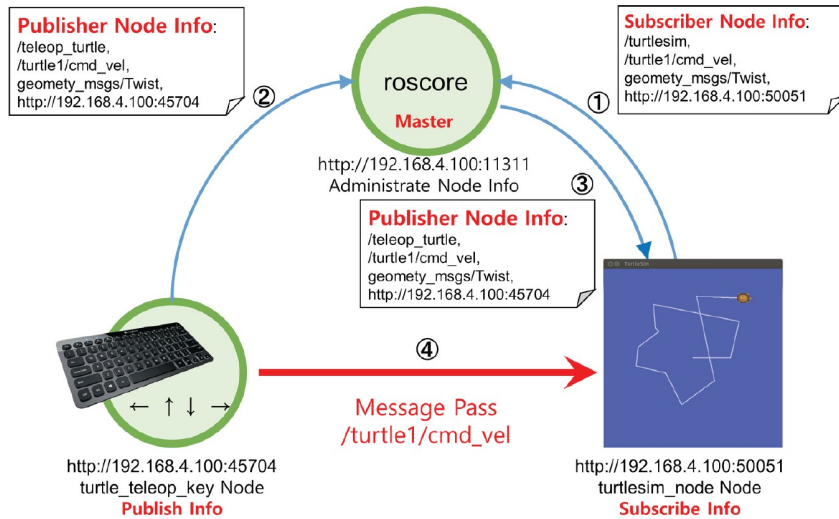 Publisher Node Info:
/teleop_turtle,
/turtle1/cmd_vel,
geomety_msgs/Twist,
http://192.168.4.100:45704
②
roscore
Master
http://192.168.4.100:11311
Administrate Node Info
①
Subscriber Node Info:
/turtlesim,
/turtle1/cmd_vel,
geomety_msgs/Twist,
http://192.168.4.100:50051
③
Publisher Node Info:
/teleop_turtle,
/turtle1/cmd_vel,
geomety_msgs/Twist,
http://192.168.4.100:45704
TurtleSim
← ↑ ↓ →
④
Message Pass
/turtle1/cmd_vel
http://192.168.4.100:45704
turtle_teleop_key Node
Publish Info
http://192.168.4.100:50051
turtlesim_node Node
Subscribe Info